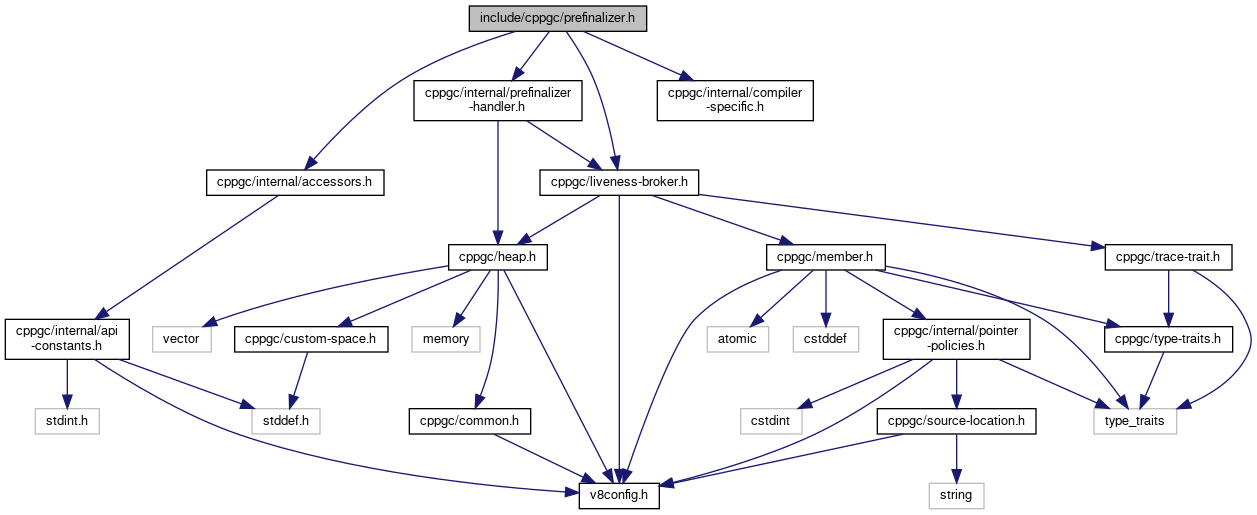 include/cppgc/prefinalizer.h
cppgc/internal/prefinalizer
-handler.h
cppgc/internal/compiler
-specific.h
cppgc/internal/accessors.h
cppgc/liveness-broker.h
cppgc/heap.h
cppgc/member.h
cppgc/trace-trait.h
cppgc/internal/api
-constants.h
vector
cppgc/custom-space.h
memory
atomic
cstddef
cppgc/internal/pointer
-policies.h
cppgc/type-traits.h
stdint.h
stddef.h
cppgc/common.h
cstdint
cppgc/source-location.h
type_traits
v8config.h
string